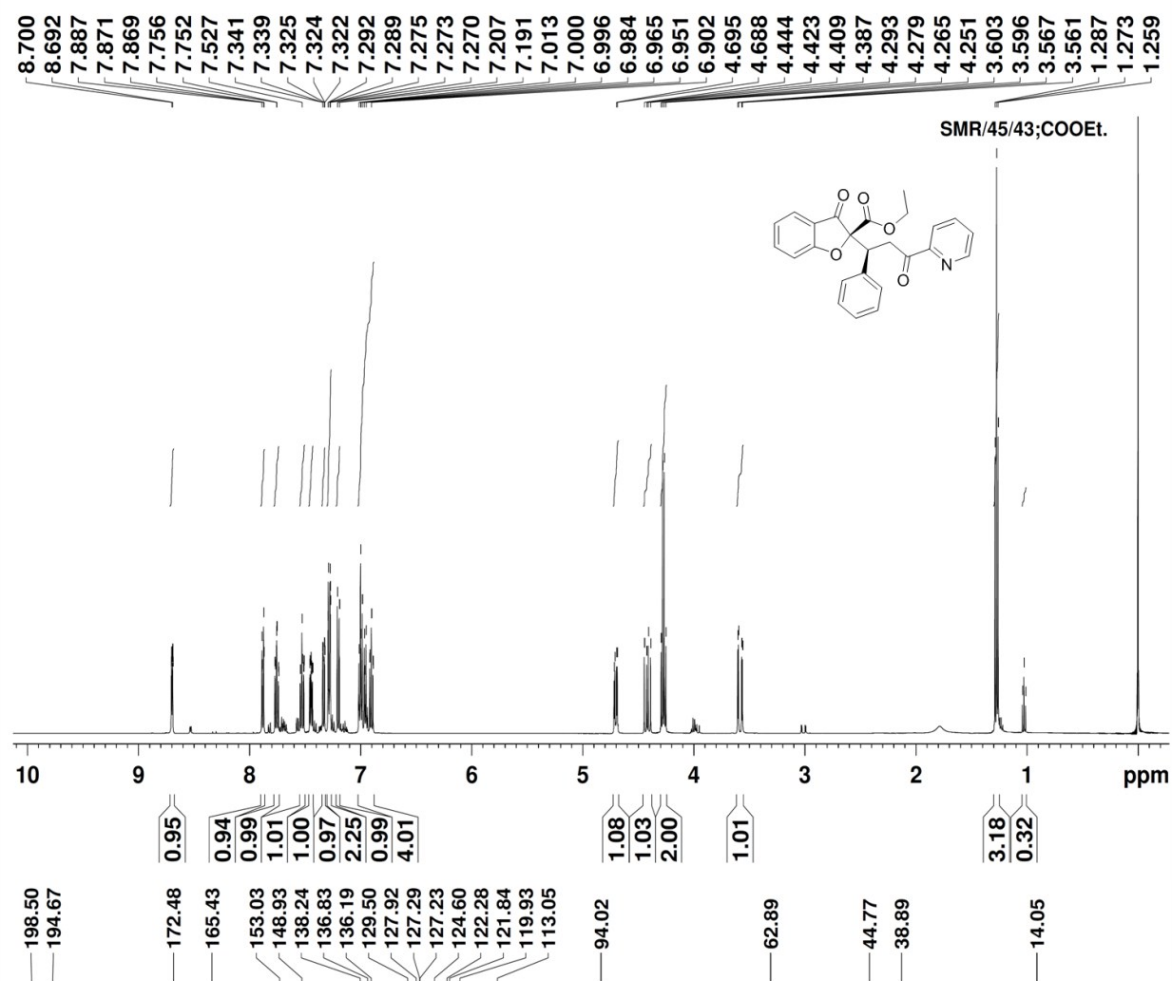 8.700 8.692 7.887 7.871 7.869 7.756 7.752 7.527 7.341 7.339 7.325 7.324 7.322 7.292 7.289 7.275 7.273 7.270 7.207 7.191 7.013 7.000 6.996 6.984 6.965 6.951 6.902 4.695 4.688 4.444 4.423 4.409 4.387 4.293 4.279 4.265 4.251 3.603 3.596 3.567 3.561 1.287 1.273 1.259
SMR/45/43;COOEt.
O O
O
O
N
O
10 9 8 7 6 5 4 3 2 1 ppm
0.95 0.94 0.99 1.01 1.00 0.97 2.25 0.99 4.01 1.08 1.03 2.00 1.01 3.18 0.32
198.50 194.67 172.48 165.43 153.03 148.93 138.24 136.83 136.19 129.50 127.92 127.29 127.23 124.60 122.28 121.84 119.93 113.05 94.02 62.89 44.77 38.89 14.05